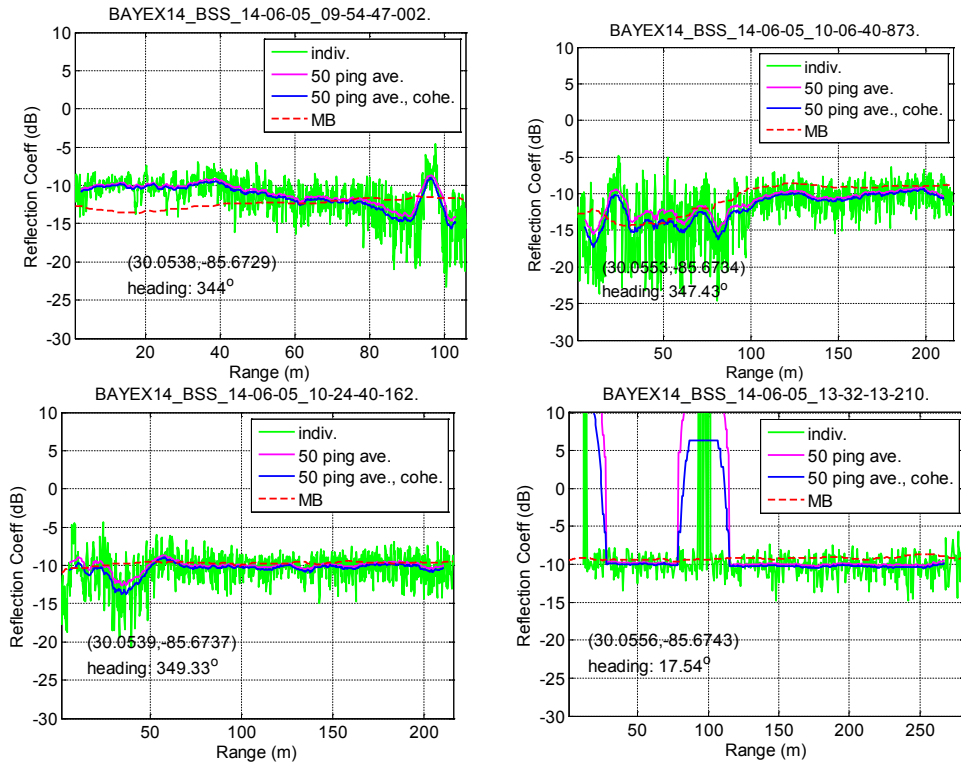 BAYEX14_BSS_14-06-05_09-54-47-002.
10
5
0
-5
-10
-15
-20
-25
-30
Reflection Coeff (dB)
indiv.
50 ping ave.
50 ping ave., cohe.
MB
(30.0538,-85.6729)
heading: 344°
20
40
60
80
100
Range (m)
BAYEX14_BSS_14-06-05_10-06-40-873.
10
5
0
-5
-10
-15
-20
-25
-30
Reflection Coeff (dB)
indiv.
50 ping ave.
50 ping ave., cohe.
MB
(30.0553,-85.6734)
heading: 347.43°
50
100
150
200
Range (m)
BAYEX14_BSS_14-06-05_10-24-40-162.
10
5
0
-5
-10
-15
-20
-25
-30
Reflection Coeff (dB)
indiv.
50 ping ave.
50 ping ave., cohe.
MB
(30.0539,-85.6737)
heading: 349.33°
50
100
150
200
Range (m)
BAYEX14_BSS_14-06-05_13-32-13-210.
10
5
0
-5
-10
-15
-20
-25
-30
Reflection Coeff (dB)
indiv.
50 ping ave.
50 ping ave., cohe.
MB
(30.0556,-85.6743)
heading: 17.54°
50
100
150
200
250
Range (m)